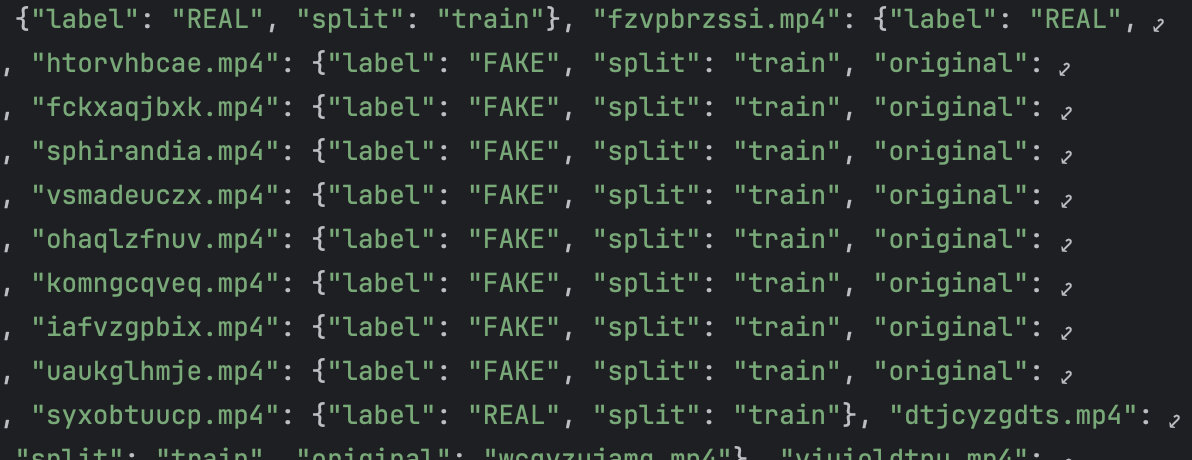 {"label": "REAL", "split": "train"}, "fzvpbrzssi.mp4": {"label": "REAL",
, "htorvhbcae.mp4": {"label": "FAKE", "split": "train", "original":
, "fckxaqjbxk.mp4": {"label": "FAKE", "split": "train", "original":
, "sphirandia.mp4": {"label": "FAKE", "split": "train", "original":
, "vsmadeuczx.mp4": {"label": "FAKE", "split": "train", "original":
, "ohaqlzfnuv.mp4": {"label": "FAKE", "split": "train", "original":
, "komngcqveq.mp4": {"label": "FAKE", "split": "train", "original":
, "iafvzgpbix.mp4": {"label": "FAKE", "split": "train", "original":
, "uaukglhmje.mp4": {"label": "FAKE", "split": "train", "original":
, "syxobtuucp.mp4": {"label": "REAL", "split": "train"}, "dtjcyzgdts.mp4":
"split": "train", "original":